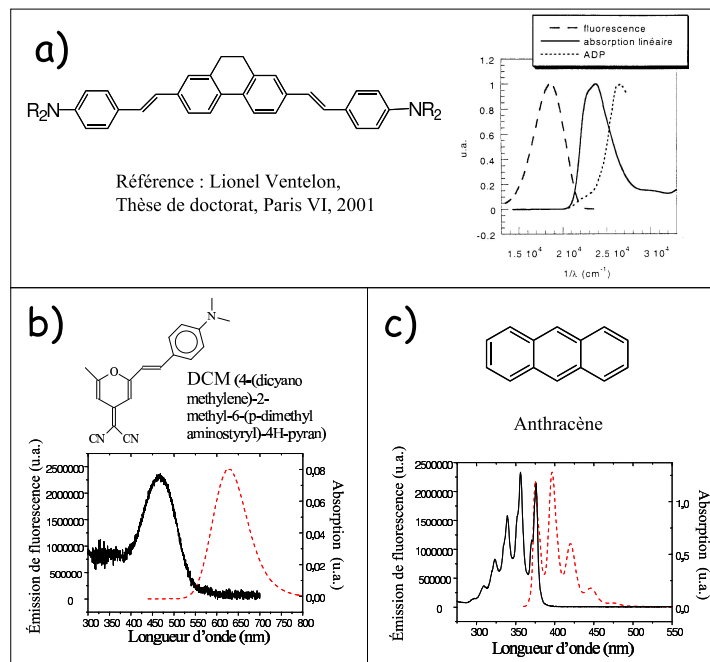 a)
R₂N
NR₂
Référence : Lionel Ventelon,
Thèse de doctorat, Paris VI, 2001
fluorescence
absorption linéaire
ADP
u.a.
1.2
1
0.8
0.6
0.4
0.2
0
-0.2
1.5 10⁴ 2 10⁴ 2.5 10⁴ 3 10⁴
1/λ (cm⁻¹)
b)
N
O
CN CN
DCM (4-(dicyano
methylene)-2-
methyl-6-(p-dimethyl
aminostyryl)-4H-pyran)
Émission de fluorescence (u.a.)
2500000
2000000
1500000
1000000
500000
0
0,08
0,06
0,04
0,02
0,00
Absorption (u.a.)
300 350 400 450 500 550 600 650 700 750 800
Longueur d'onde (nm)
c)
Anthracène
Émission de fluorescence (u.a.)
2500000
2000000
1500000
1000000
500000
0
1,0
0,5
0,0
Absorption (u.a.)
300 350 400 450 500 550
Longueur d'onde (nm)